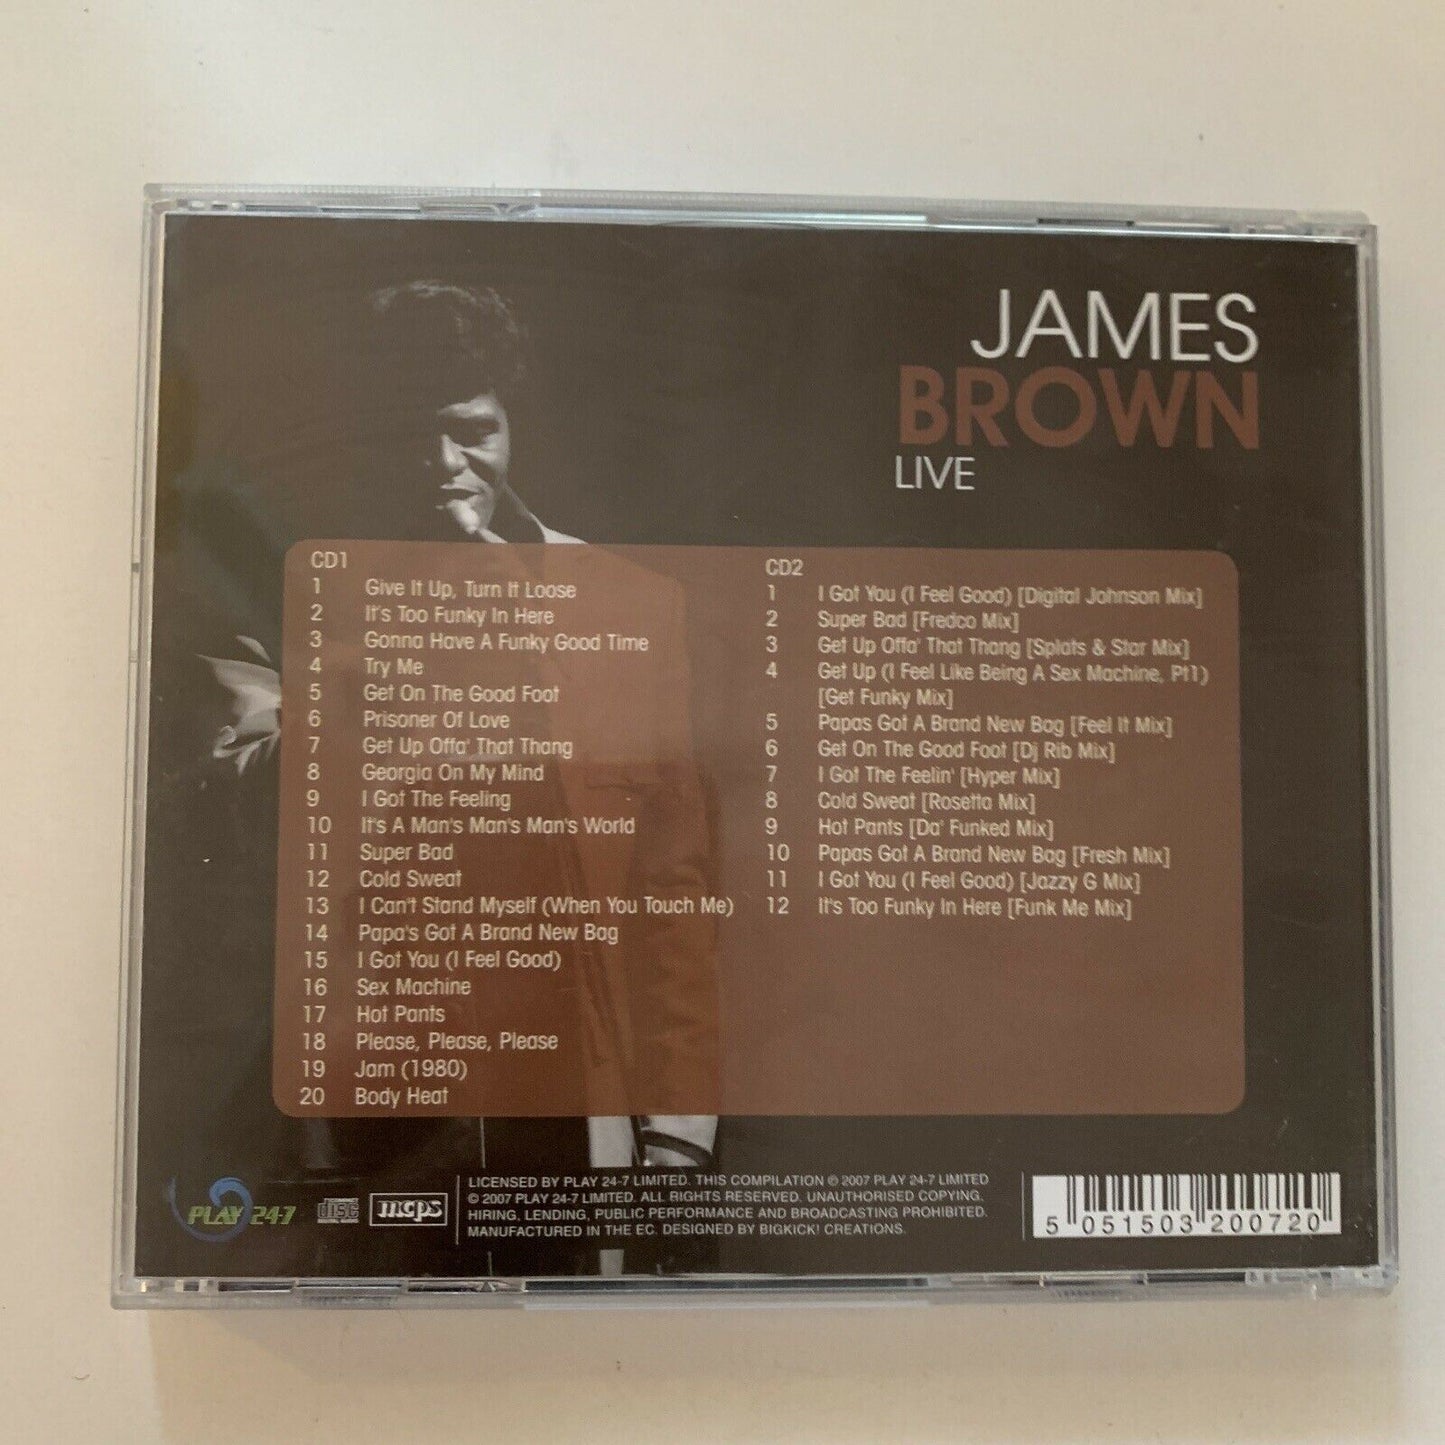 JAMES
BROWN
LIVE
CD1
1 Give It Up, Turn It Loose
2 It's Too Funky In Here
3 Gonna Have A Funky Good Time
4 Try Me
5 Get On The Good Foot
6 Prisoner Of Love
7 Get Up Offa' That Thang
8 Georgia On My Mind
9 I Got The Feeling
10 It's A Man's Man's Man's World
11 Super Bad
12 Cold Sweat
13 I Can't Stand Myself (When You Touch Me)
14 Papa's Got A Brand New Bag
15 I Got You (I Feel Good)
16 Sex Machine
17 Hot Pants
18 Please, Please, Please
19 Jam (1980)
20 Body Heat
CD2
1 I Got You (I Feel Good) [Digital Johnson Mix]
2 Super Bad [Fredco Mix]
3 Get Up Offa' That Thang [Splats & Star Mix]
4 Get Up (I Feel Like Being A Sex Machine, Pt1)
[Get Funky Mix]
5 Papas Got A Brand New Bag [Feel It Mix]
6 Get On The Good Foot [Dj Rib Mix]
7 I Got The Feelin' [Hyper Mix]
8 Cold Sweat [Rosetta Mix]
9 Hot Pants [Da' Funked Mix]
10 Papas Got A Brand New Bag [Fresh Mix]
11 I Got You (I Feel Good) [Jazzy G Mix]
12 It's Too Funky In Here [Funk Me Mix]
PLAY 24-7
COMPACT
disc
DIGITAL AUDIO
mcps
LICENSED BY PLAY 24-7 LIMITED. THIS COMPILATION ℗ 2007 PLAY 24-7 LIMITED
© 2007 PLAY 24-7 LIMITED. ALL RIGHTS RESERVED. UNAUTHORISED COPYING,
HIRING, LENDING, PUBLIC PERFORMANCE AND BROADCASTING PROHIBITED.
MANUFACTURED IN THE EC. DESIGNED BY BIGKICK! CREATIONS.
5 051503 200720